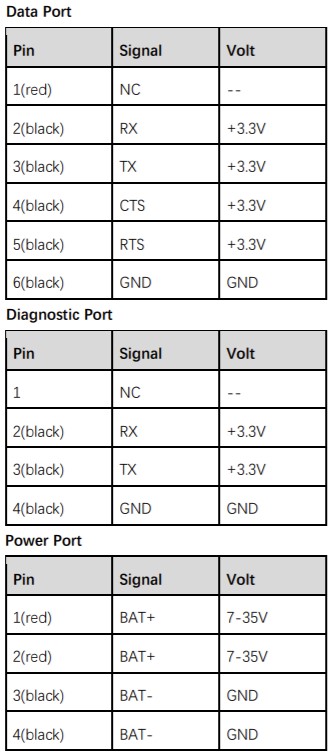 Data Port
Pin Signal Volt
1(red) NC --
2(black) RX +3.3V
3(black) TX +3.3V
4(black) CTS +3.3V
5(black) RTS +3.3V
6(black) GND GND
Diagnostic Port
Pin Signal Volt
1 NC --
2(black) RX +3.3V
3(black) TX +3.3V
4(black) GND GND
Power Port
Pin Signal Volt
1(red) BAT+ 7-35V
2(red) BAT+ 7-35V
3(black) BAT- GND
4(black) BAT- GND